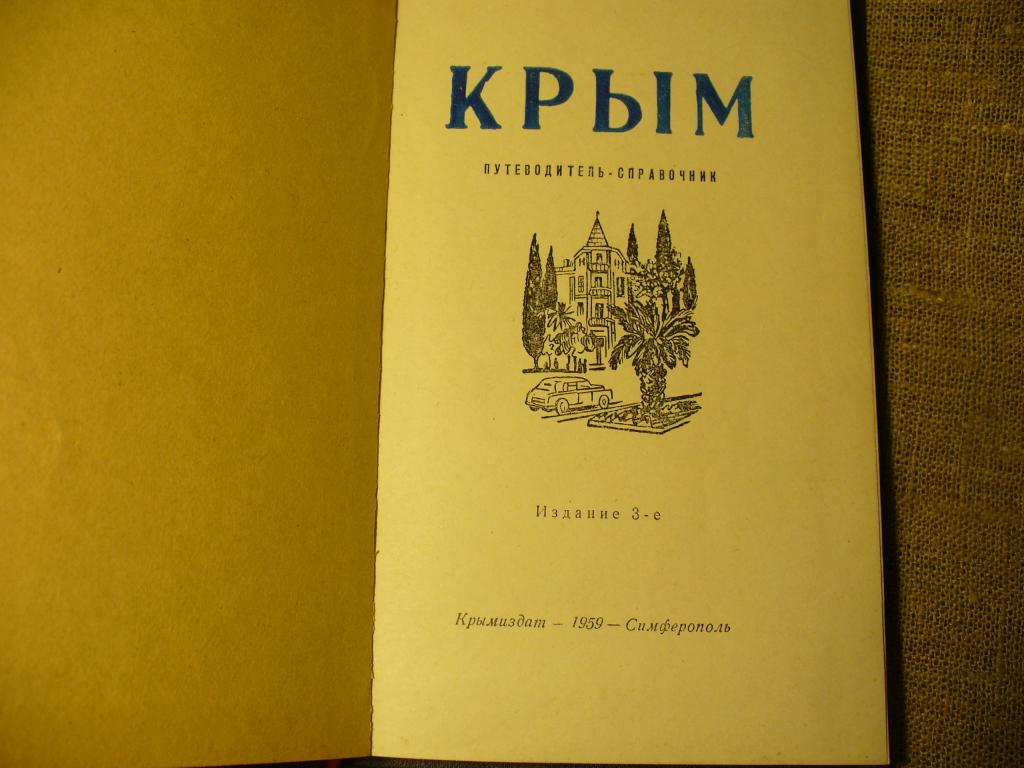 КРЫМ
ПУТЕВОДИТЕЛЬ-СПРАВОЧНИК
Издание 3-е
Крымиздат — 1959 — Симферополь